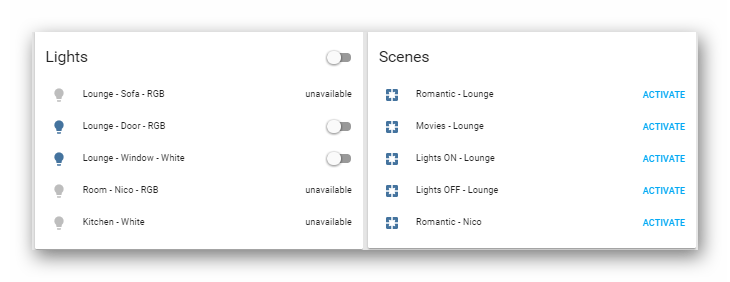 Lights
Lounge - Sofa - RGB unavailable
Lounge - Door - RGB
Lounge - Window - White
Room - Nico - RGB unavailable
Kitchen - White unavailable
Scenes
Romantic - Lounge ACTIVATE
Movies - Lounge ACTIVATE
Lights ON - Lounge ACTIVATE
Lights OFF - Lounge ACTIVATE
Romantic - Nico ACTIVATE